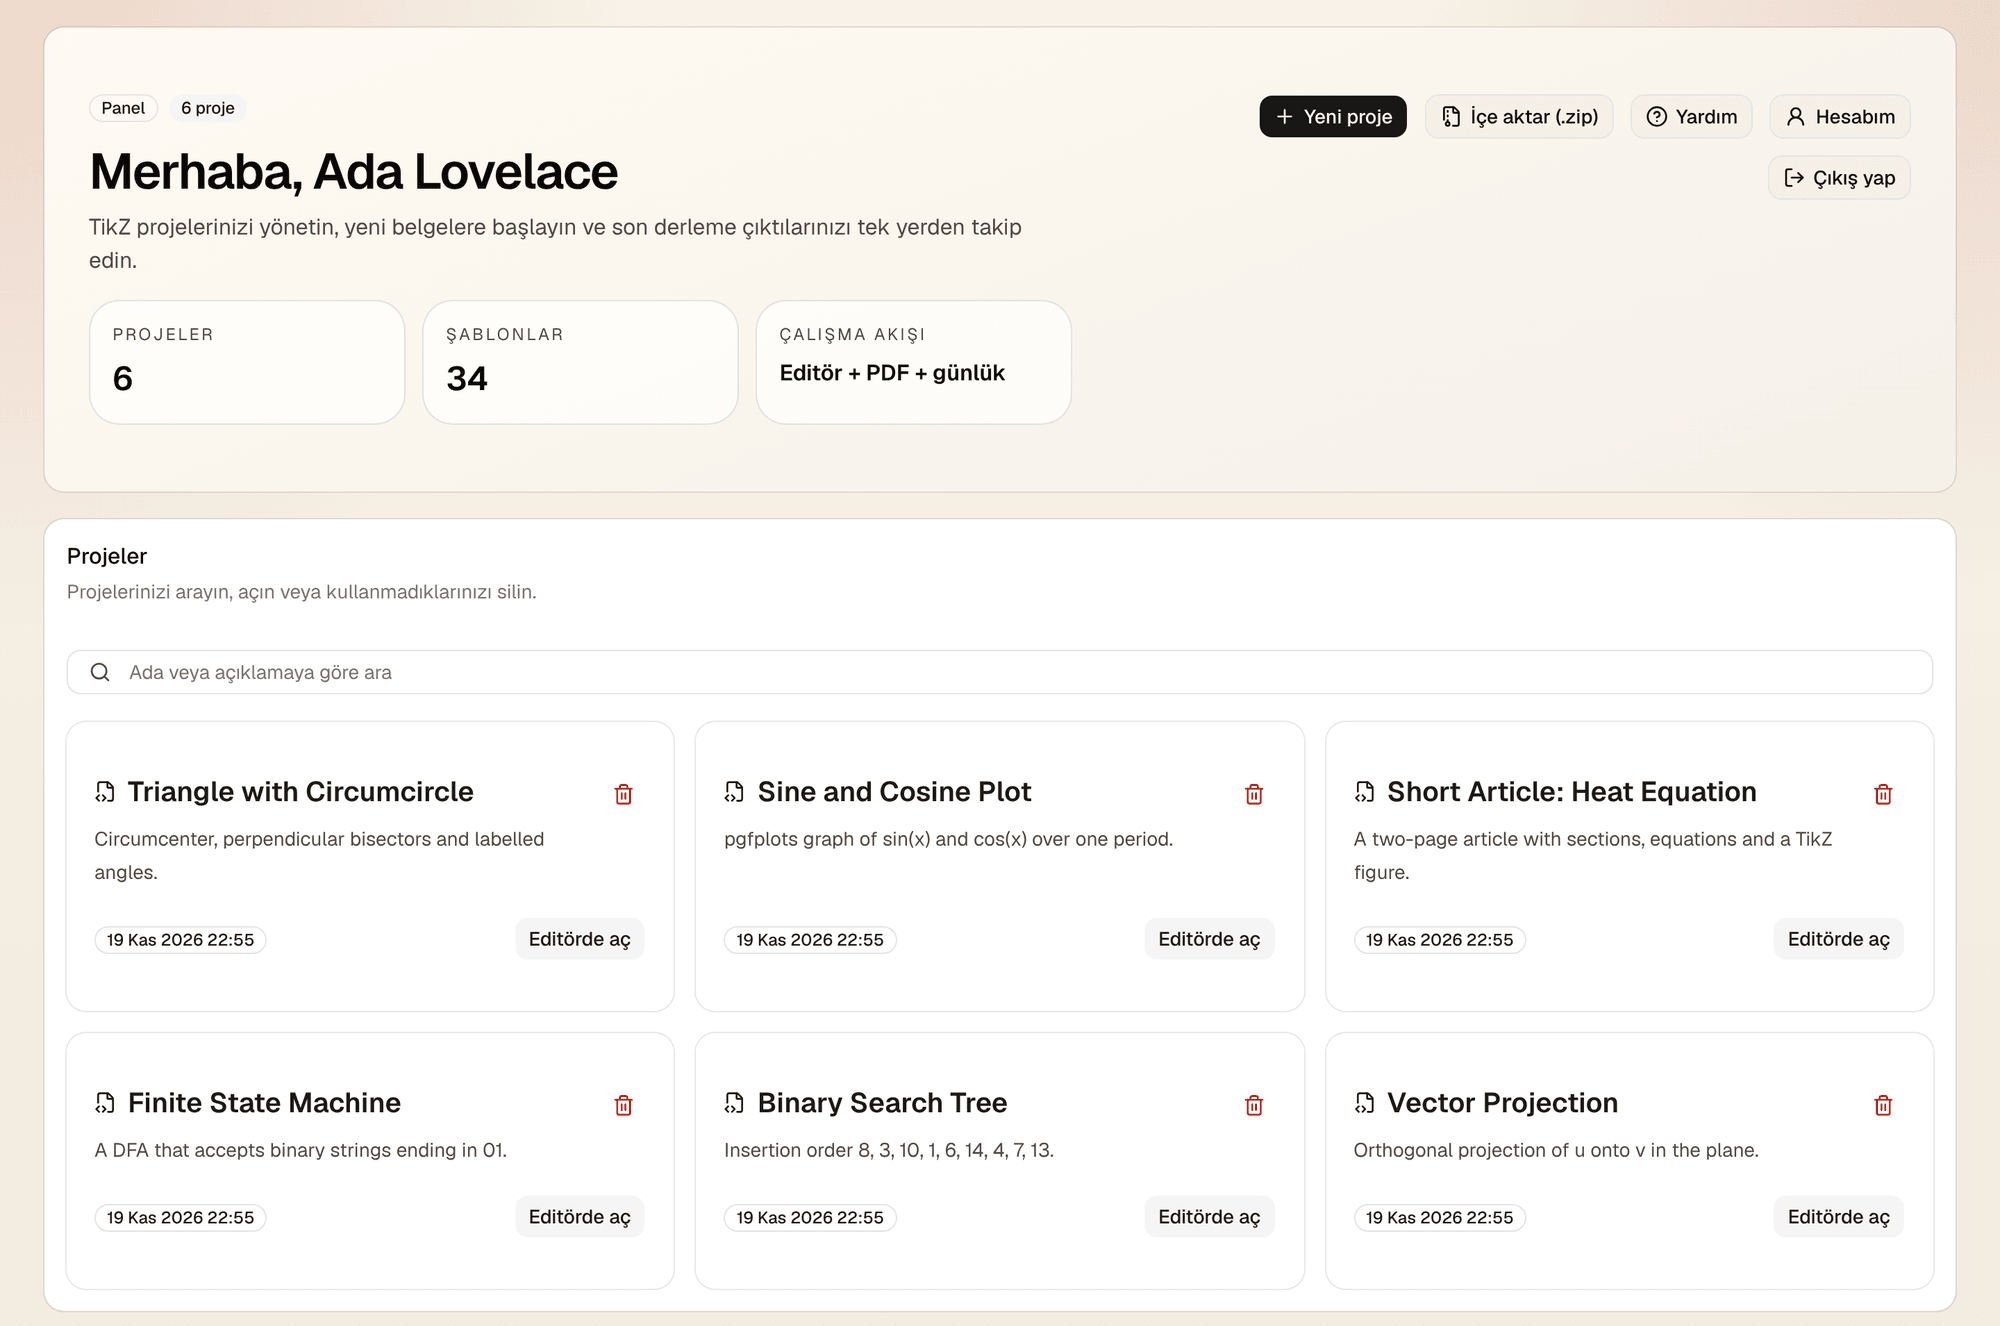 Panel
6 proje
Yeni proje
İçe aktar (.zip)
Yardım
Hesabım
Çıkış yap
Merhaba, Ada Lovelace
TikZ projelerinizi yönetin, yeni belgelere başlayın ve son derleme çıktılarınızı tek yerden takip
edin.
PROJELER
6
ŞABLONLAR
34
ÇALIŞMA AKIŞI
Editör + PDF + günlük
Projeler
Projelerinizi arayın, açın veya kullanmadıklarınızı silin.
Ada veya açıklamaya göre ara
Triangle with Circumcircle
Circumcenter, perpendicular bisectors and labelled
angles.
19 Kas 2026 22:55
Editörde aç
Sine and Cosine Plot
pgfplots graph of sin(x) and cos(x) over one period.
19 Kas 2026 22:55
Editörde aç
Short Article: Heat Equation
A two-page article with sections, equations and a TikZ
figure.
19 Kas 2026 22:55
Editörde aç
Finite State Machine
A DFA that accepts binary strings ending in 01.
19 Kas 2026 22:55
Editörde aç
Binary Search Tree
Insertion order 8, 3, 10, 1, 6, 14, 4, 7, 13.
19 Kas 2026 22:55
Editörde aç
Vector Projection
Orthogonal projection of u onto v in the plane.
19 Kas 2026 22:55
Editörde aç